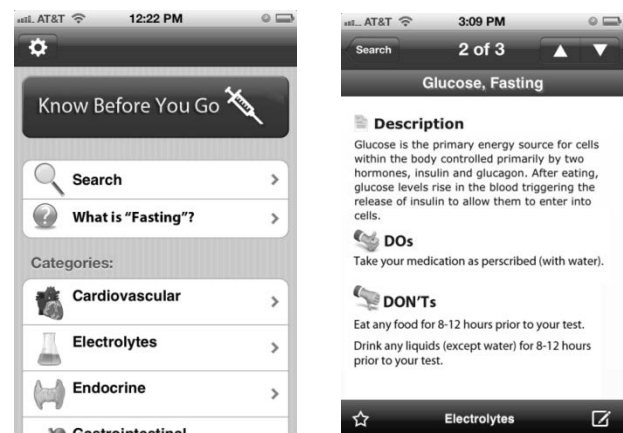 AT&T 12:22 PM
Know Before You Go
Search
What is “Fasting”?
Categories:
Cardiovascular
Electrolytes
Endocrine
Gastrointestinal
AT&T 3:09 PM
Search 2 of 3
Glucose, Fasting
Description
Glucose is the primary energy source for cells
within the body controlled primarily by two
hormones, insulin and glucagon. After eating,
glucose levels rise in the blood triggering the
release of insulin to allow them to enter into
cells.
DOs
Take your medication as perscribed (with water).
DON'Ts
Eat any food for 8-12 hours prior to your test.
Drink any liquids (except water) for 8-12 hours
prior to your test.
Electrolytes